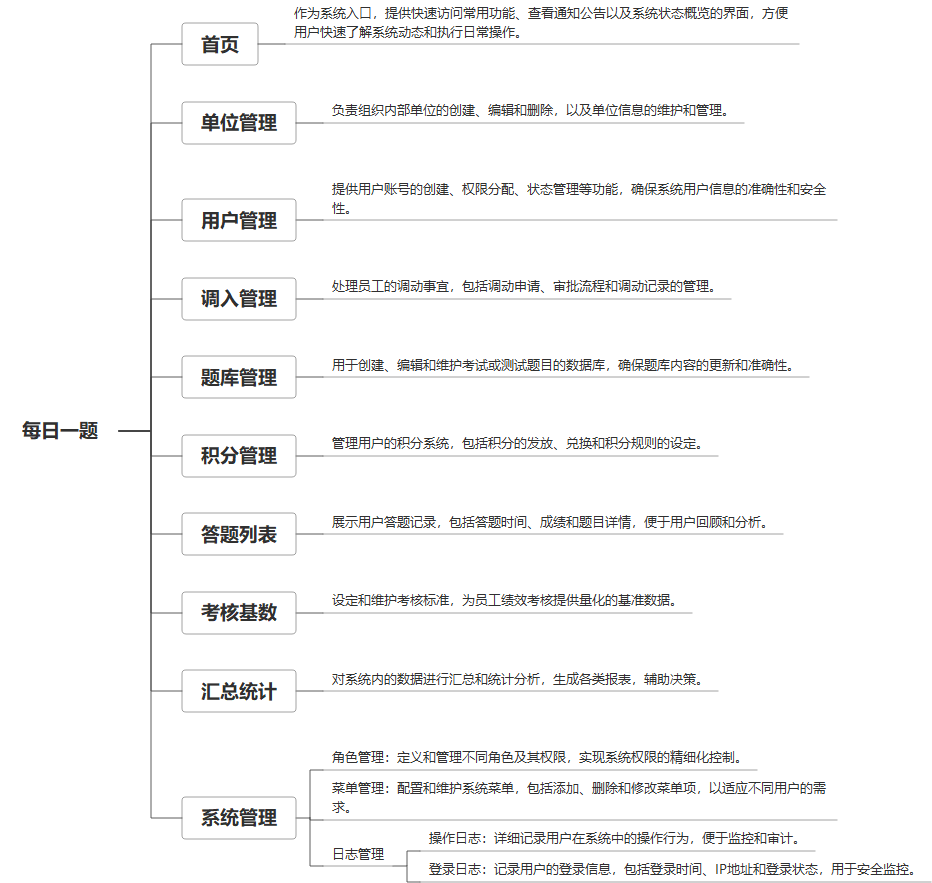 作为系统入口，提供快速访问常用功能、查看通知公告以及系统状态概览的界面，方便
用户快速了解系统动态和执行日常操作。
首页
负责组织内部单位的创建、编辑和删除，以及单位信息的维护和管理。
单位管理
提供用户账号的创建、权限分配、状态管理等功能，确保系统用户信息的准确性和安全
性。
用户管理
处理员工的调动事宜，包括调动申请、审批流程和调动记录的管理。
调入管理
用于创建、编辑和维护考试或测试题目的数据库，确保题库内容的更新和准确性。
题库管理
每日一题
管理用户的积分系统，包括积分的发放、兑换和积分规则的设定。
积分管理
展示用户答题记录，包括答题时间、成绩和题目详情，便于用户回顾和分析。
答题列表
设定和维护考核标准，为员工绩效考核提供量化的基准数据。
考核基数
对系统内的数据进行汇总和统计分析，生成各类报表，辅助决策。
汇总统计
角色管理：定义和管理不同角色及其权限，实现系统权限的精细化控制。
菜单管理：配置和维护系统菜单，包括添加、删除和修改菜单项，以适应不同用户的需
求。
系统管理
操作日志：详细记录用户在系统中的操作行为，便于监控和审计。
日志管理
登录日志：记录用户的登录信息，包括登录时间、IP地址和登录状态，用于安全监控。